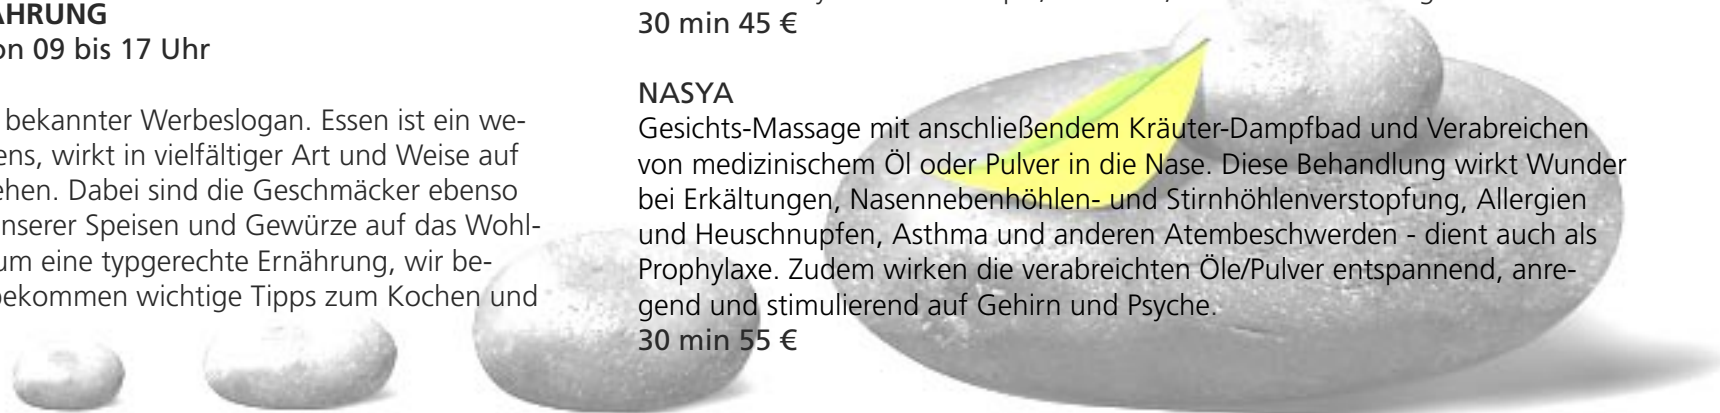 AHRUNG
on 09 bis 17 Uhr
bekannter Werbeslogan. Essen ist ein we-
ens, wirkt in vielfältiger Art und Weise auf
ehen. Dabei sind die Geschmäcker ebenso
nserer Speisen und Gewürze auf das Wohl-
um eine typgerechte Ernährung, wir be-
bekommen wichtige Tipps zum Kochen und
30 min 45 €
NASYA
Gesichts-Massage mit anschließendem Kräuter-Dampfbad und Verabreichen
von medizinischem Öl oder Pulver in die Nase. Diese Behandlung wirkt Wunder
bei Erkältungen, Nasennebenhöhlen- und Stirnhöhlenverstopfung, Allergien
und Heuschnupfen, Asthma und anderen Atembeschwerden - dient auch als
Prophylaxe. Zudem wirken die verabreichten Öle/Pulver entspannend, anre-
gend und stimulierend auf Gehirn und Psyche.
30 min 55 €